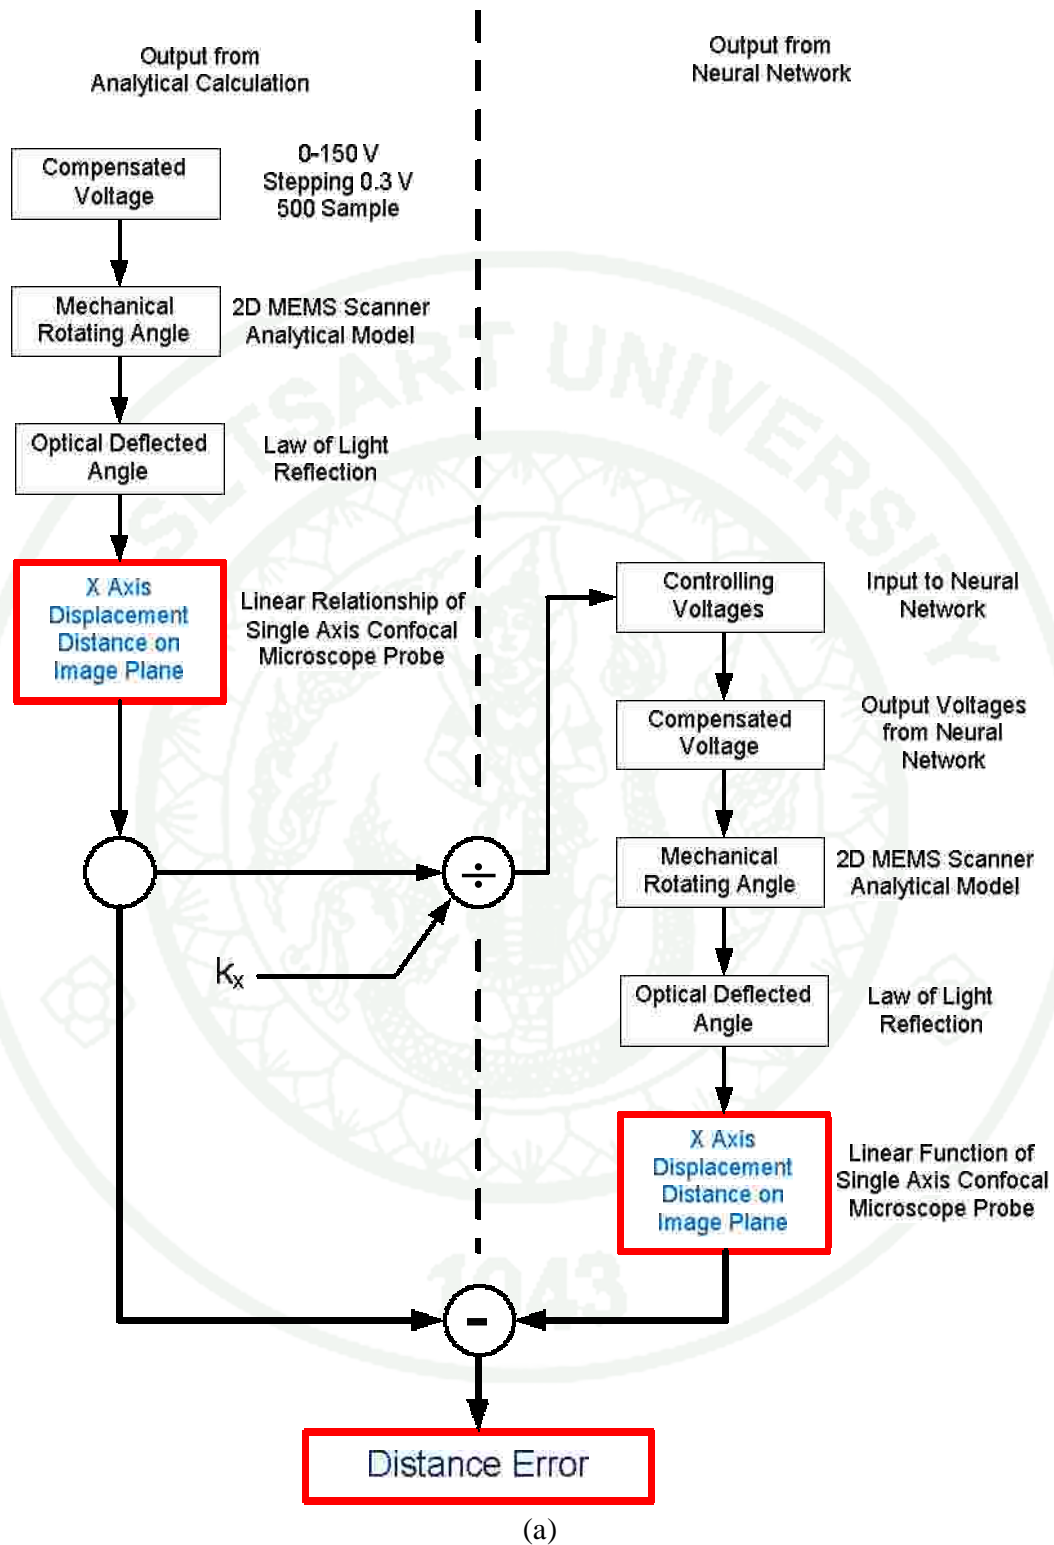 Output from
Analytical Calculation
Output from
Neural Network
Compensated
Voltage
0-150 V
Stepping 0.3 V
500 Sample
Mechanical
Rotating Angle
2D MEMS Scanner
Analytical Model
Optical Deflected
Angle
Law of Light
Reflection
X Axis
Displacement
Distance on
Image Plane
Linear Relationship of
Single Axis Confocal
Microscope Probe
Controlling
Voltages
Input to Neural
Network
Compensated
Voltage
Output Voltages
from Neural
Network
÷
kₓ
Mechanical
Rotating Angle
2D MEMS Scanner
Analytical Model
Optical Deflected
Angle
Law of Light
Reflection
X Axis
Displacement
Distance on
Image Plane
Linear Function of
Single Axis Confocal
Microscope Probe
-
Distance Error
(a)
UNIVERSITY
1943